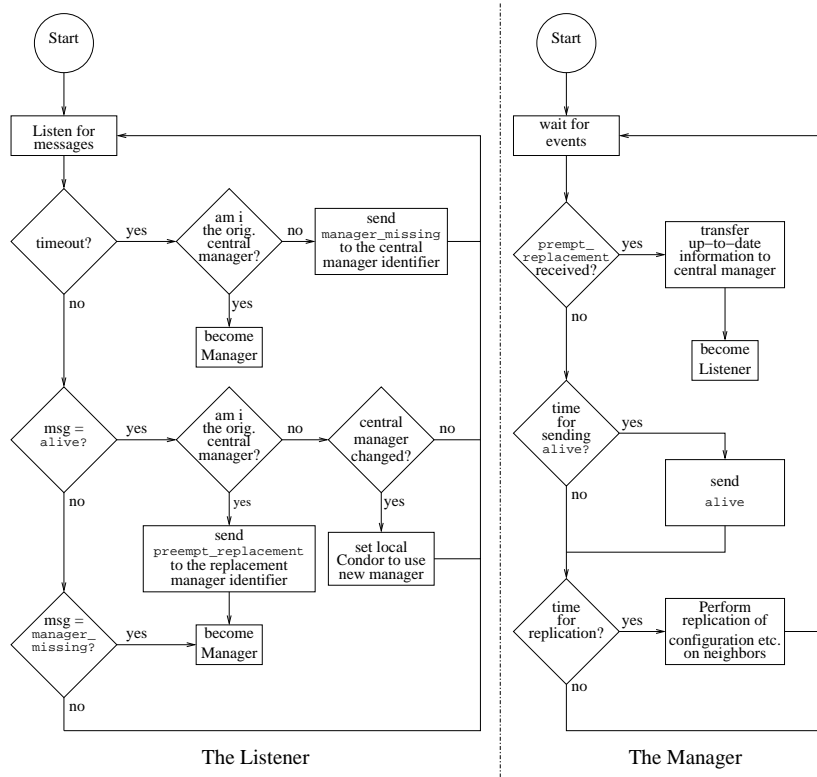 Start
Listen for
messages
timeout?
yes
am i
the orig.
central
manager?
no
send
manager_missing
to the central
manager identifier
yes
become
Manager
no
msg =
alive?
yes
am i
the orig.
central
manager?
no
central
manager
changed?
no
yes
send
preempt_replacement
to the replacement
manager identifier
yes
set local
Condor to use
new manager
no
msg =
manager_
missing?
yes
become
Manager
no
The Listener
Start
wait for
events
prempt_
replacement
received?
yes
transfer
up-to-date
information to
central manager
become
Listener
no
time
for
sending
alive?
yes
send
alive
no
time
for
replication?
yes
Perform
replication of
configuration etc.
on neighbors
no
The Manager